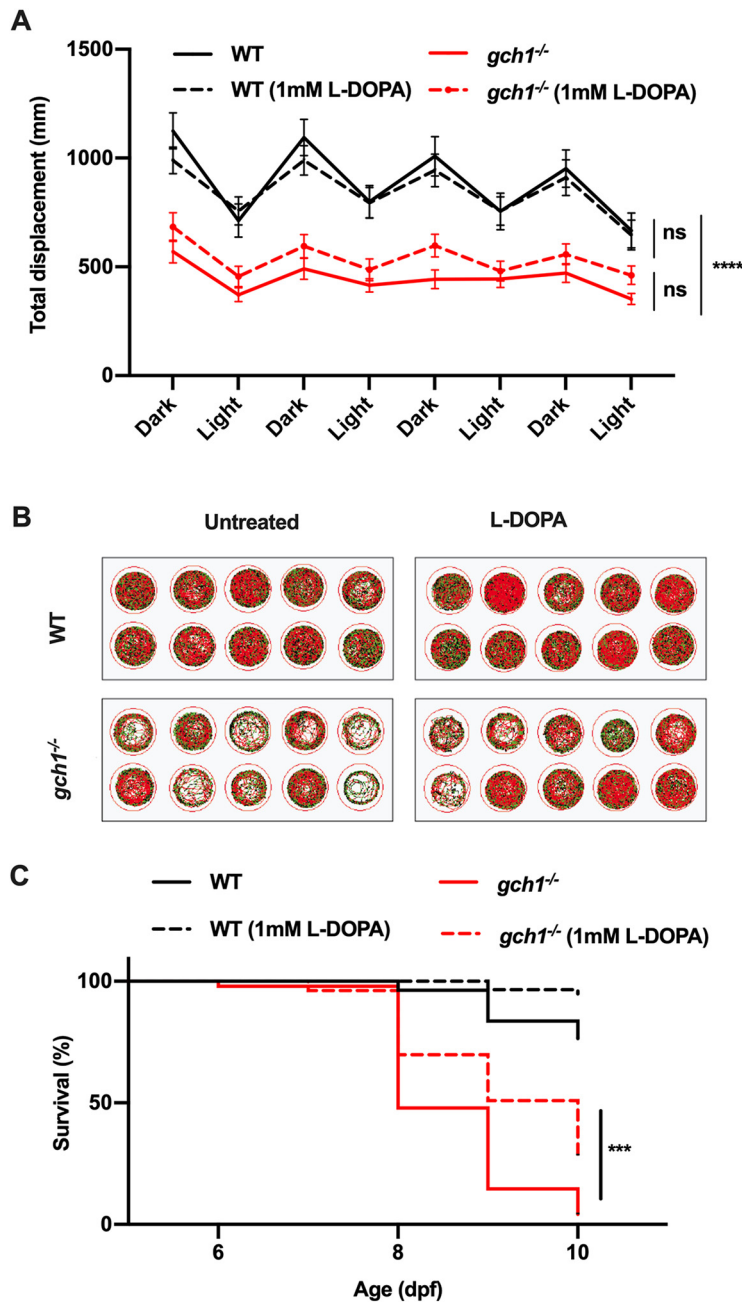 A
WT
gch1-/-
WT (1mM L-DOPA)
gch1-/- (1mM L-DOPA)
Total displacement (mm)
1500
1000
500
0
ns
ns
****
Dark
Light
Dark
Light
Dark
Light
Dark
Light
B
Untreated
L-DOPA
WT
gch1-/-
C
WT
gch1-/-
WT (1mM L-DOPA)
gch1-/- (1mM L-DOPA)
Survival (%)
100
50
0
***
6
8
10
Age (dpf)